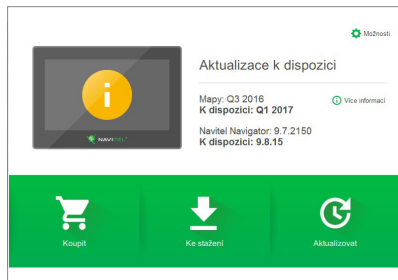 Možnosti
Aktualizace k dispozici
Mapy: Q3 2016
K dispozici: Q1 2017
Více informací
Navitel Navigator: 9.7.2150
K dispozici: 9.8.15
NAVITEL
Koupit
Ke stažení
Aktualizovat